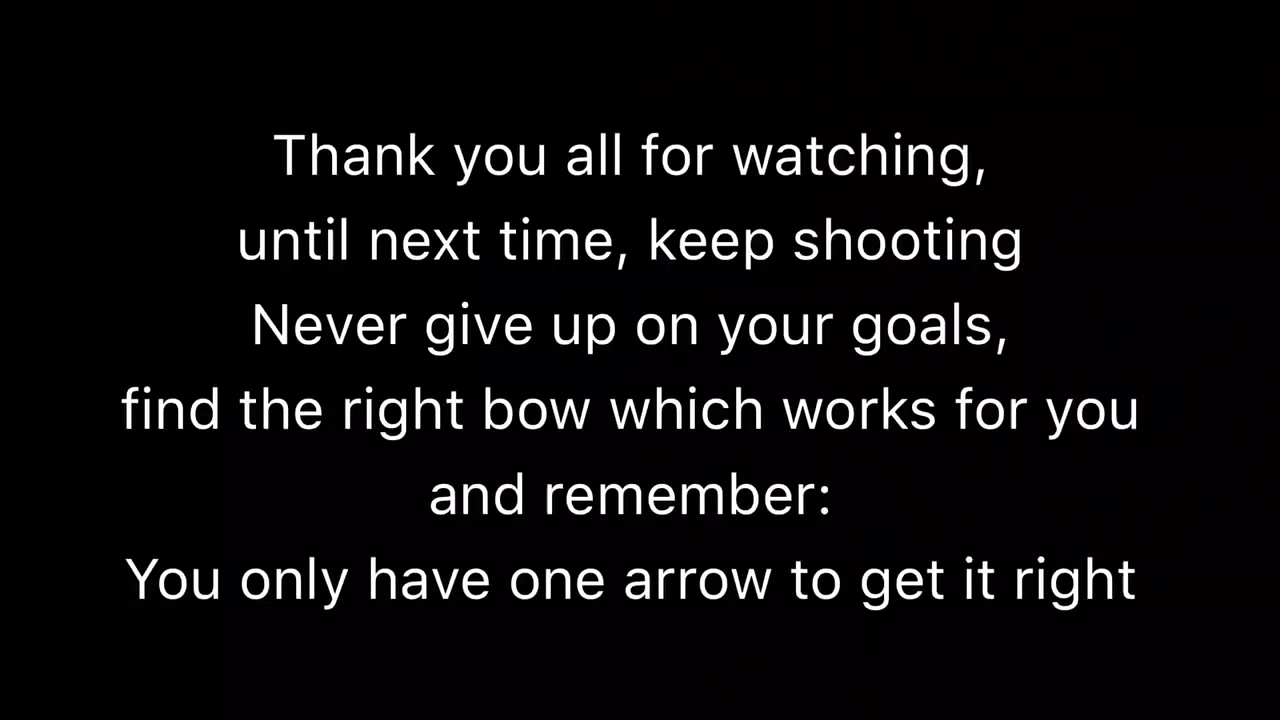 Thank you all for watching,
until next time, keep shooting
Never give up on your goals,
find the right bow which works for you
and remember:
You only have one arrow to get it right